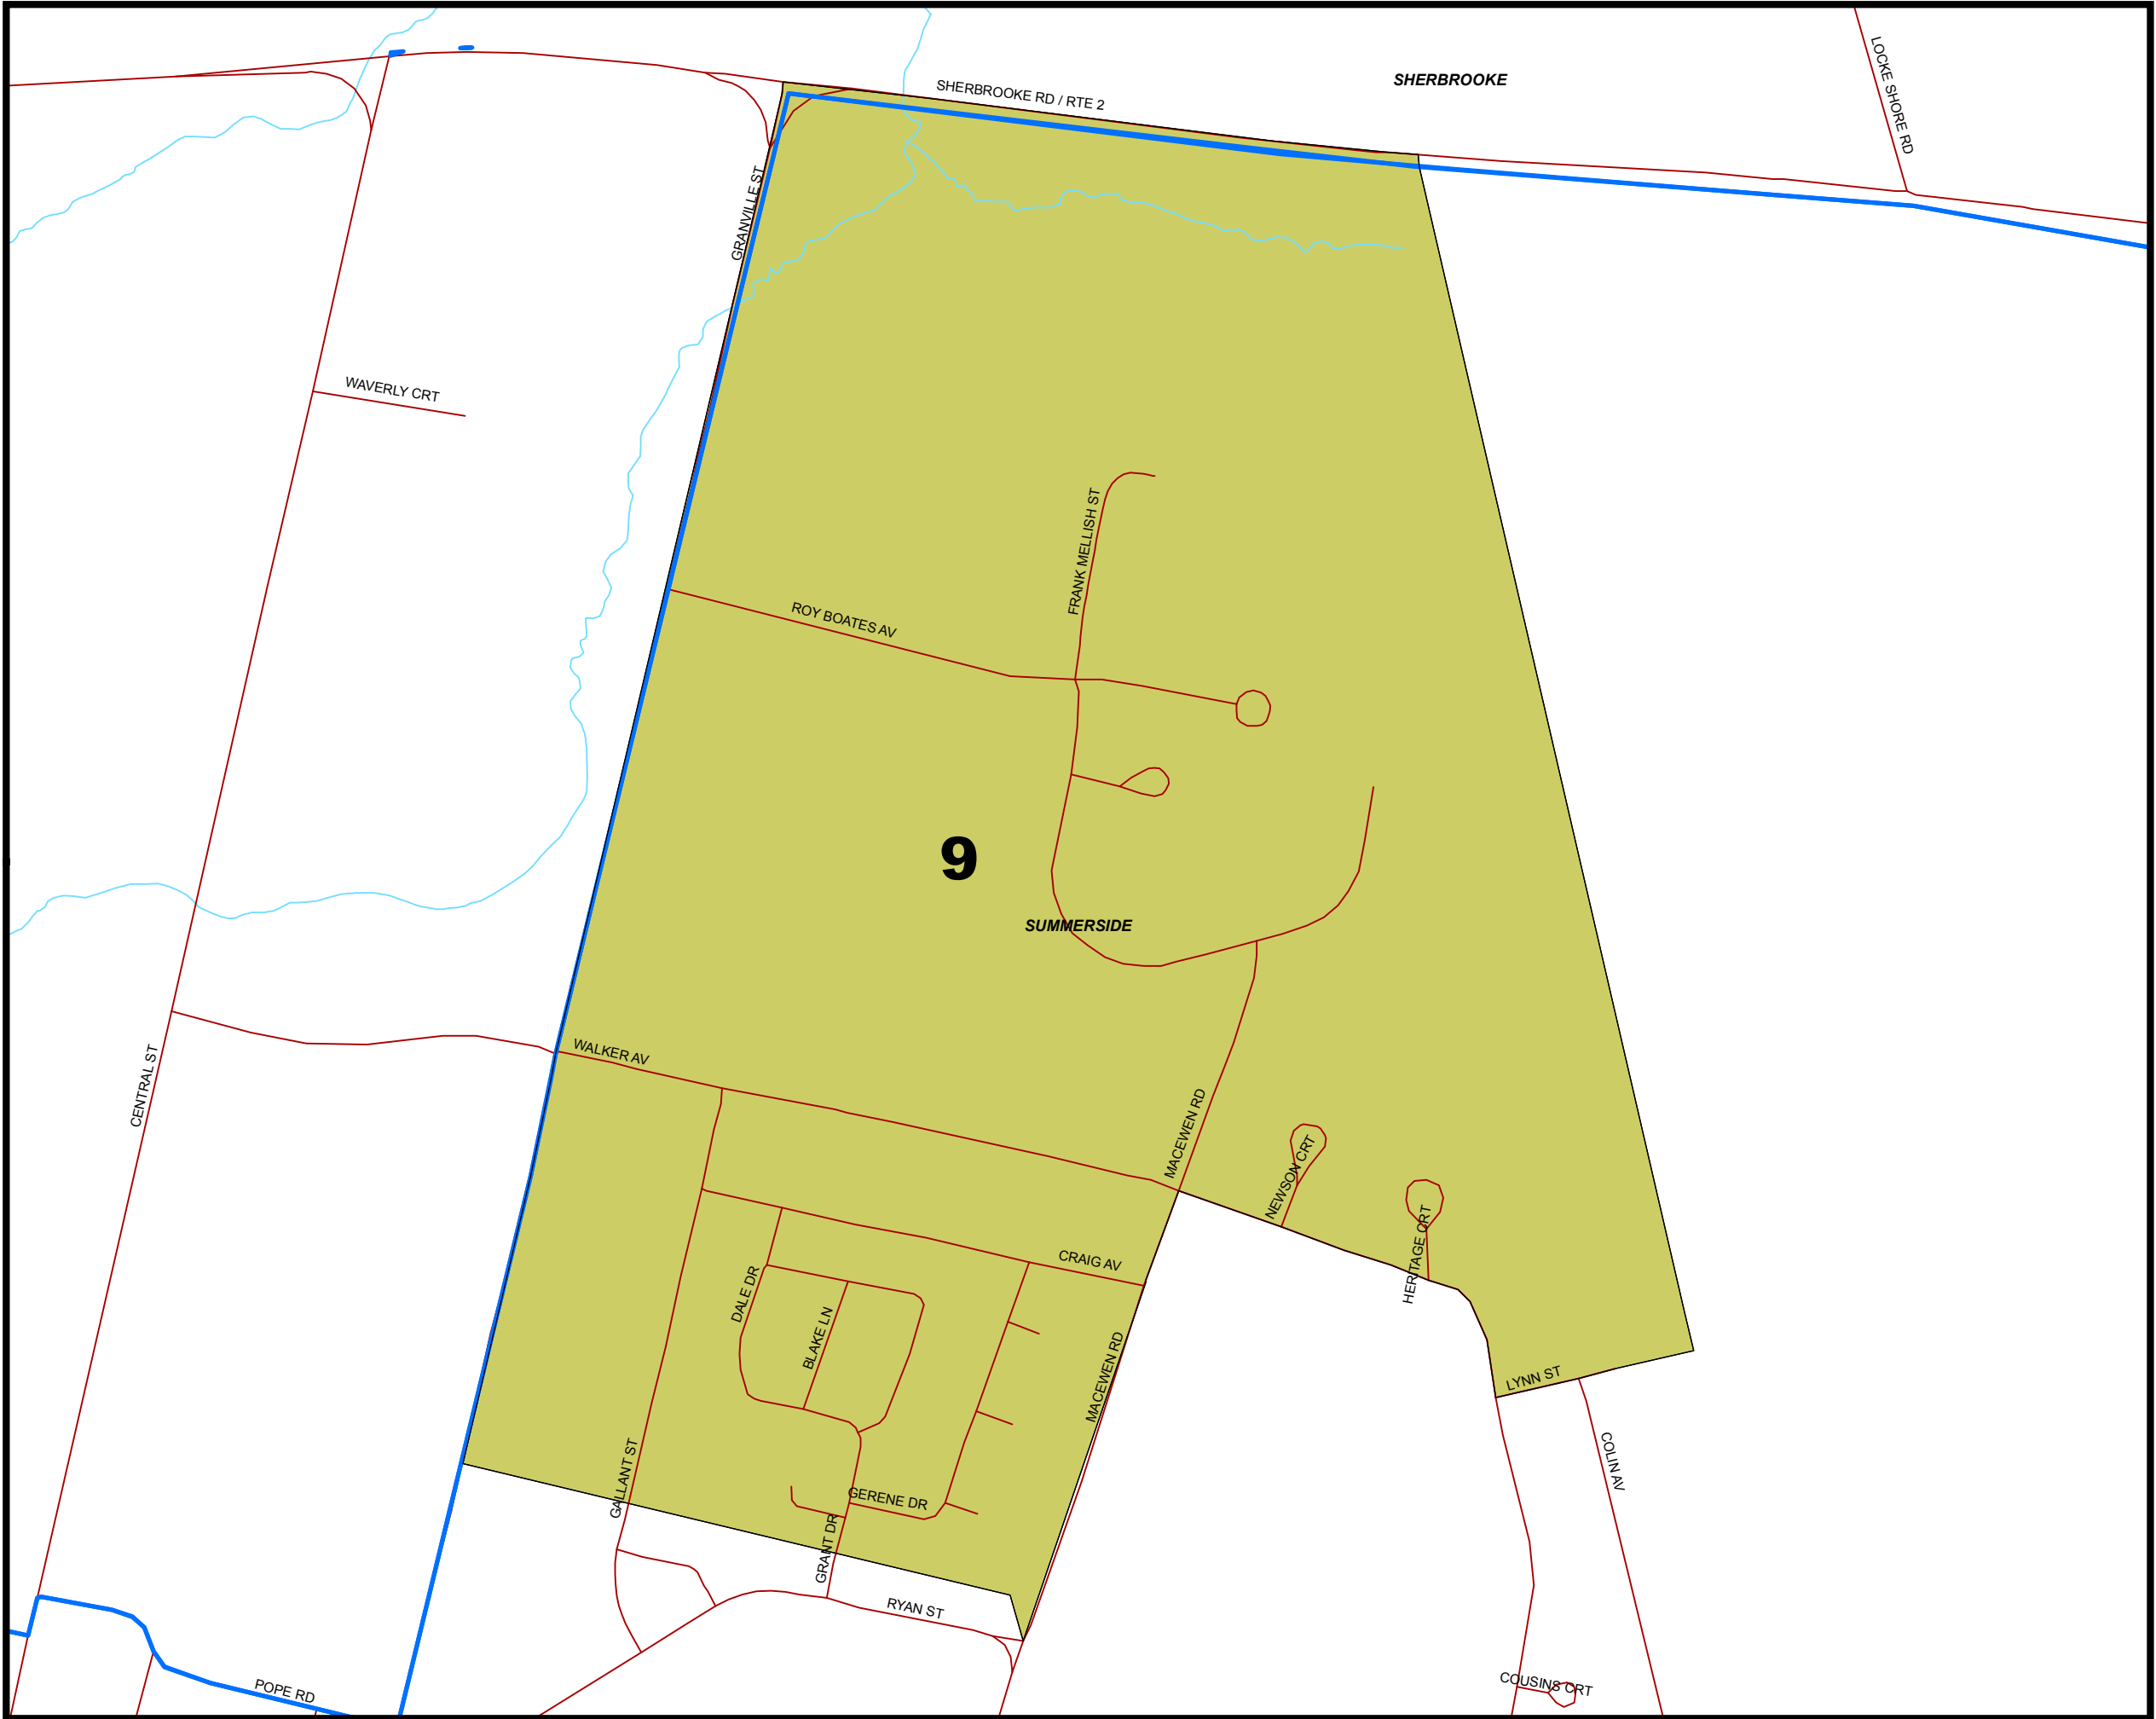 LOCKE SHORE RD
SHERBROOKE
SHERBROOKE RD / RTE 2
GRANVILLE ST
WAVERLY CRT
FRANK MELLISH ST
ROY BOATES AV
9
SUMMERSIDE
WALKER AV
CENTRAL ST
MACEWEN RD
NEWSON CRT
HERITAGE CRT
CRAIG AV
DALE DR
BLAKE LN
MACEWEN RD
LYNN ST
COLIN AV
GALLANT ST
GERENE DR
GRANT DR
RYAN ST
POPE RD
COUSINS CRT